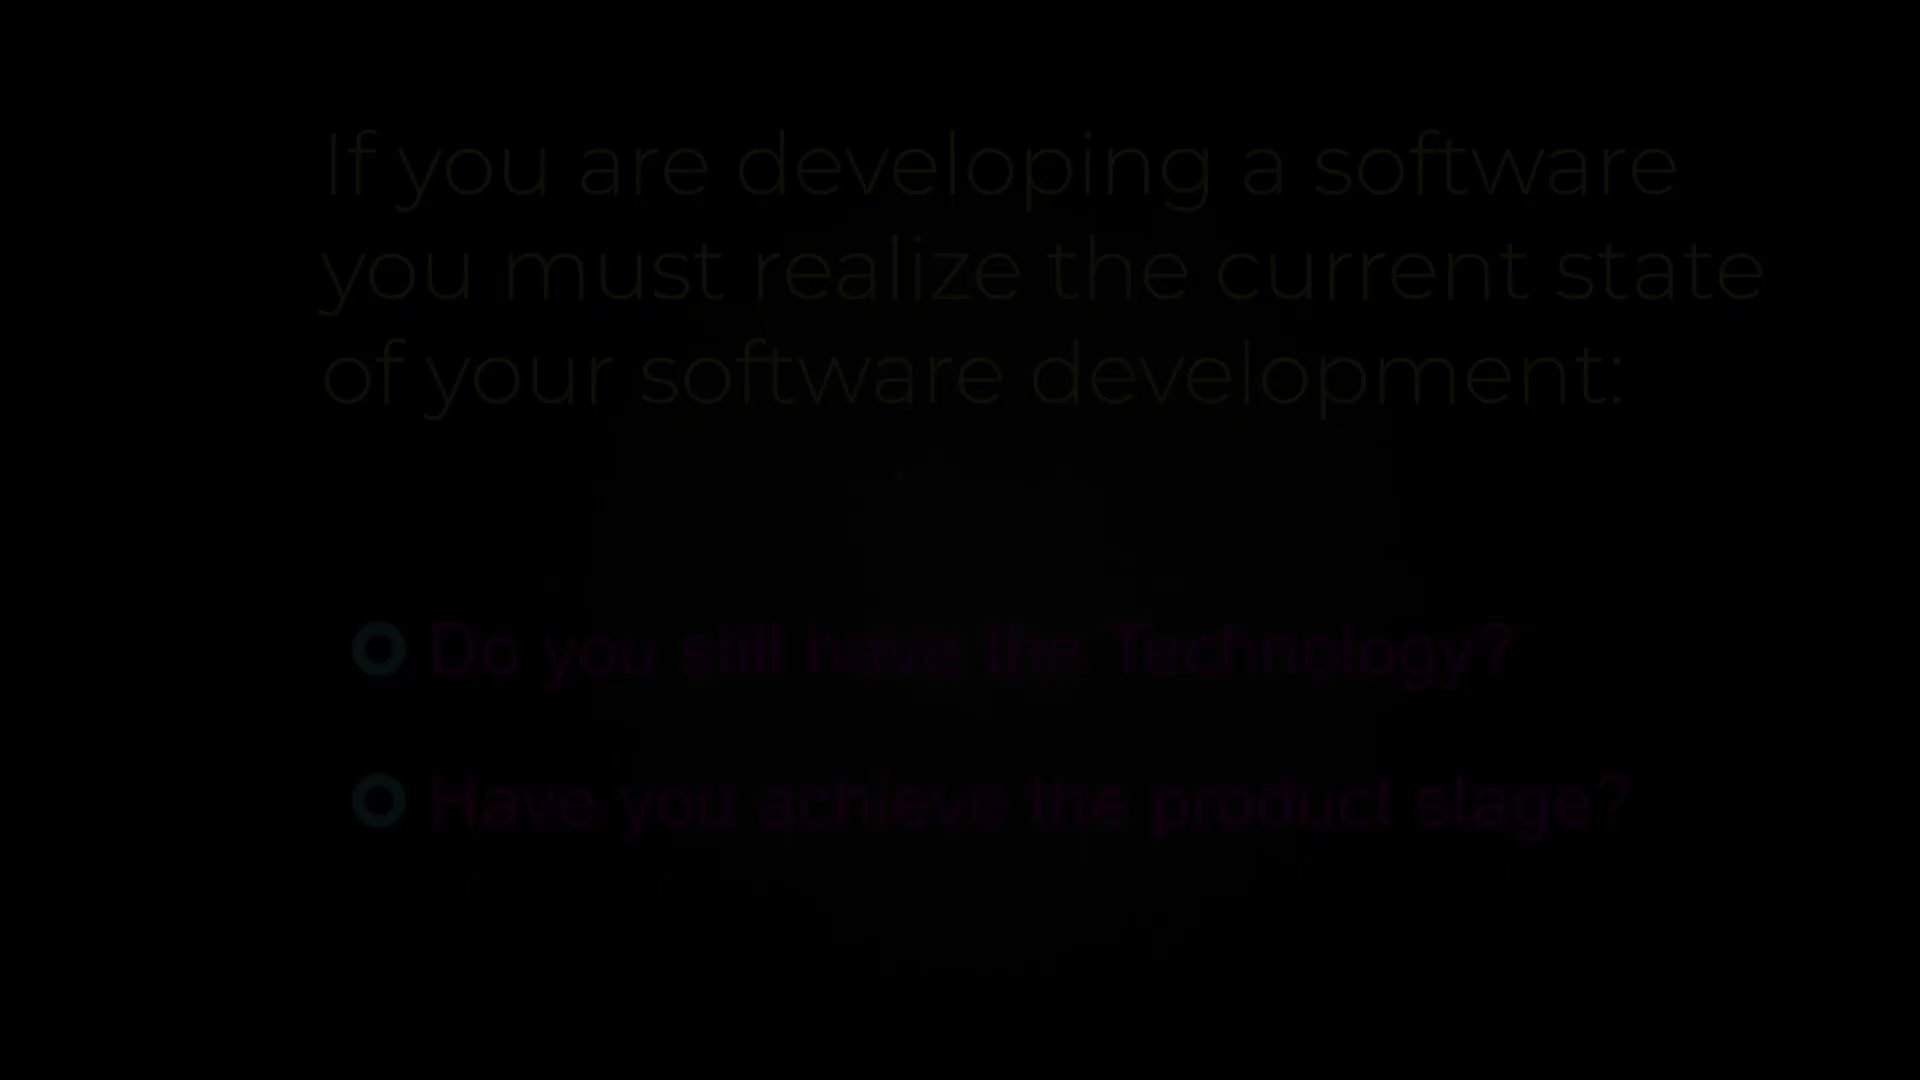 If you are developing a software
you must realize the current state
of your software development:
Do you still have the Technology?
Have you achieve the product stage?